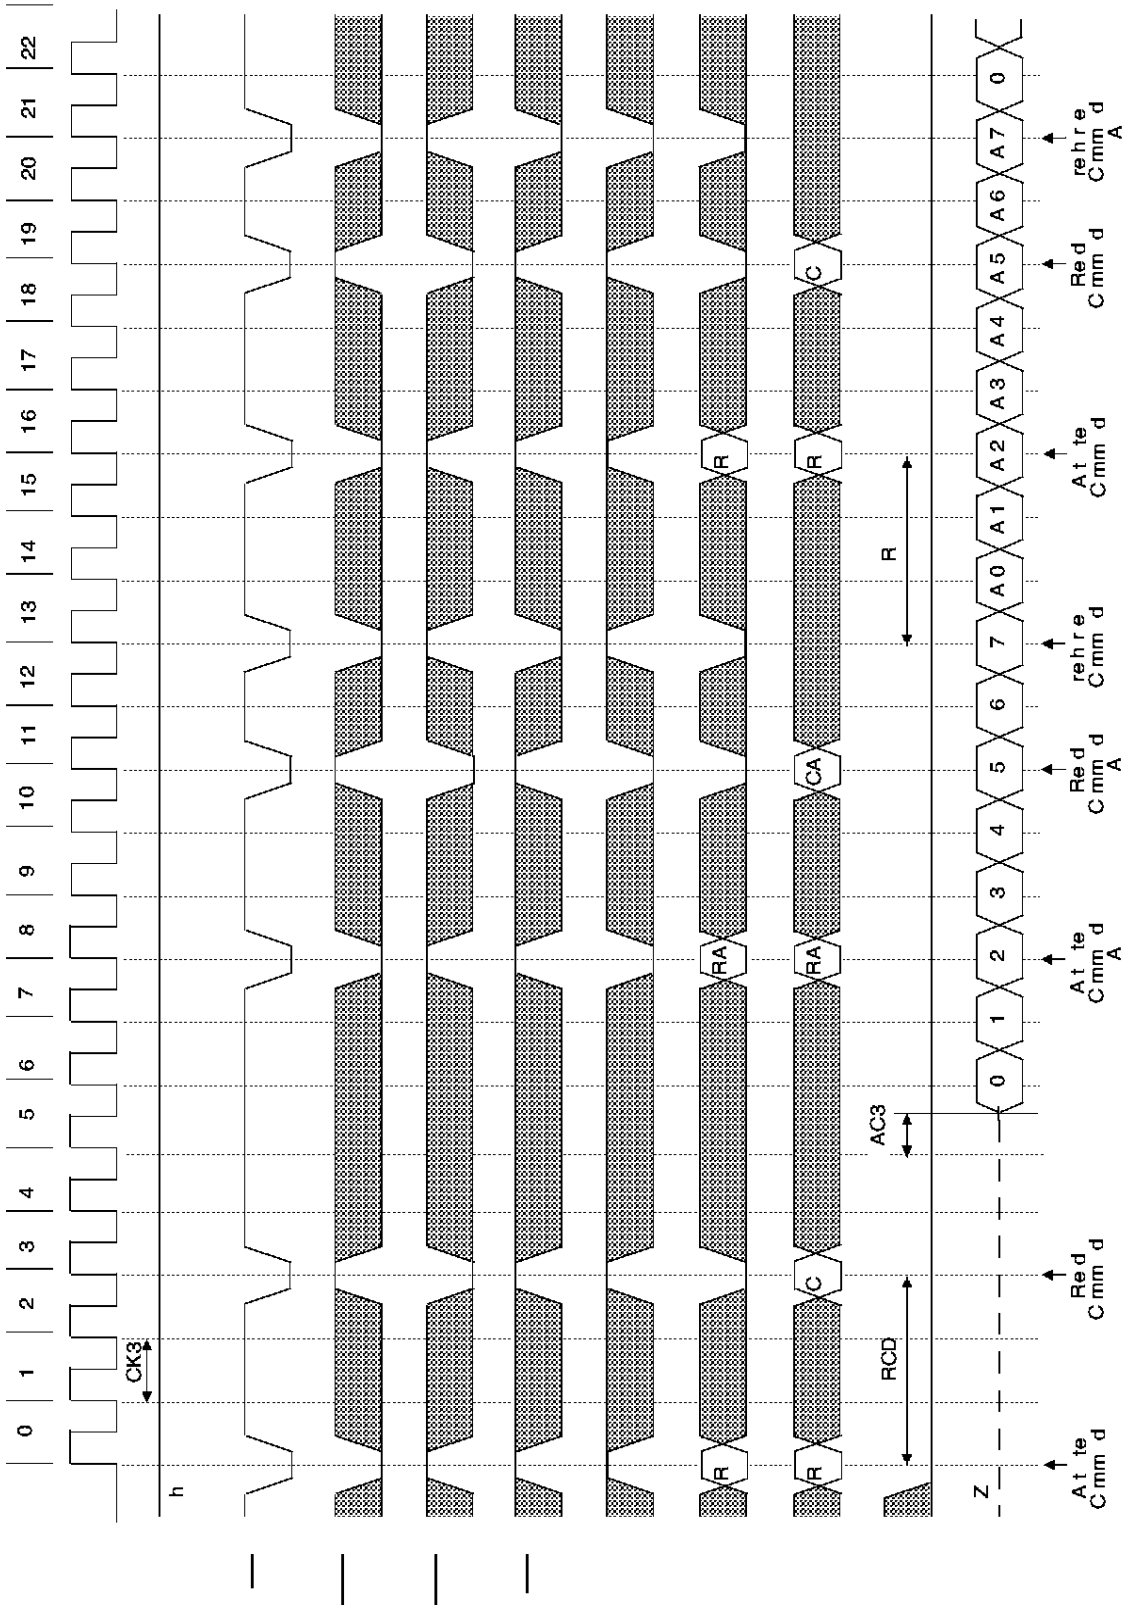 0 1 2 3 4 5 6 7 8 9 10 11 12 13 14 15 16 17 18 19 20 21 22
CK3
h
R RA R
R C RA CA R C
RCD AC3 R
Z 0 1 2 3 4 5 6 7 A0 A1 A2 A3 A4 A5 A6 A7 0
At te
Cmm d
Red
Cmm d
At te
Cmm d
A
Red
Cmm d
A
rehre
Cmm d
At te
Cmm d
Red
Cmm d
rehre
Cmm d
A